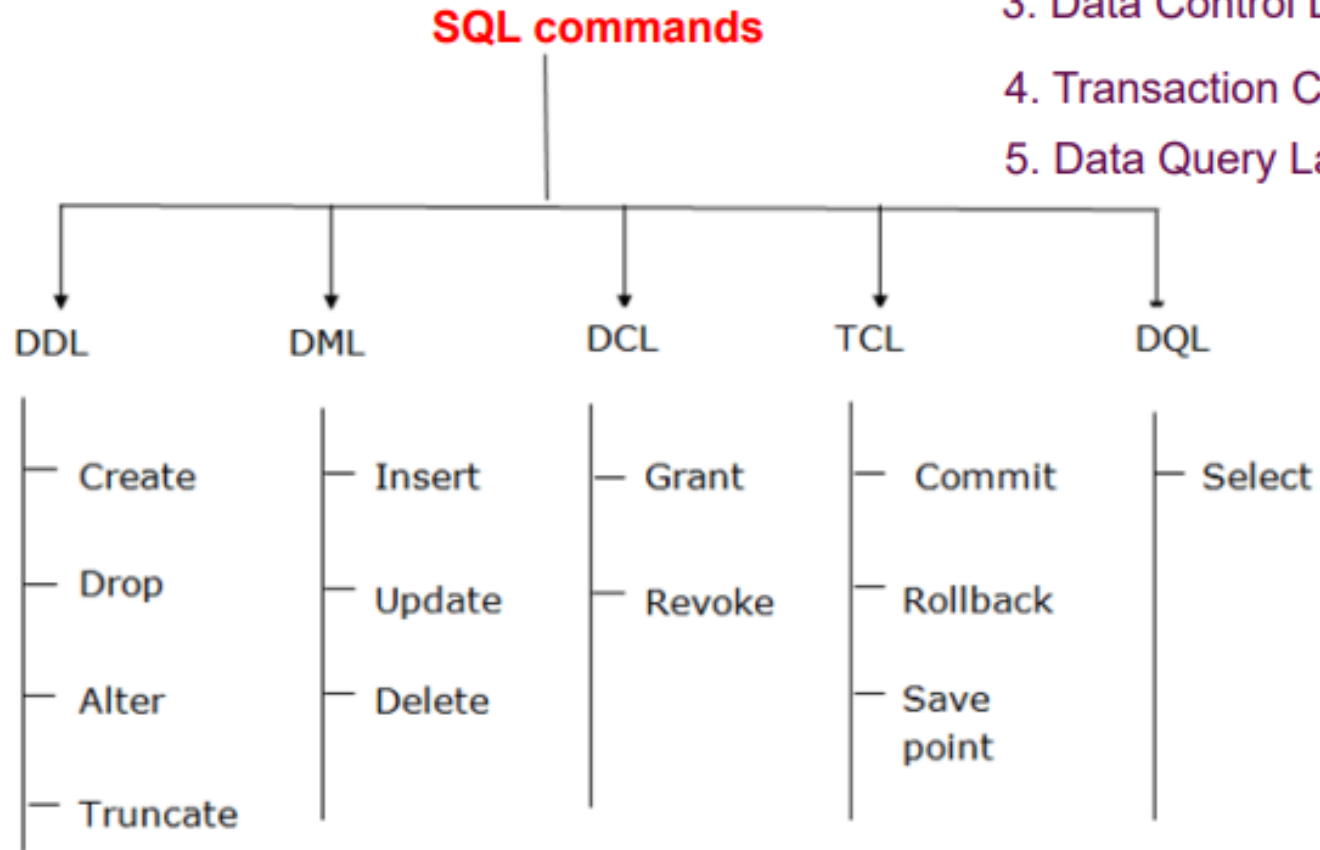 SQL commands
3. Data Control
4. Transaction
5. Data Query
DDL
DML
DCL
TCL
DQL
Create
Drop
Alter
Truncate
Insert
Update
Delete
Grant
Revoke
Commit
Rollback
Save
point
Select